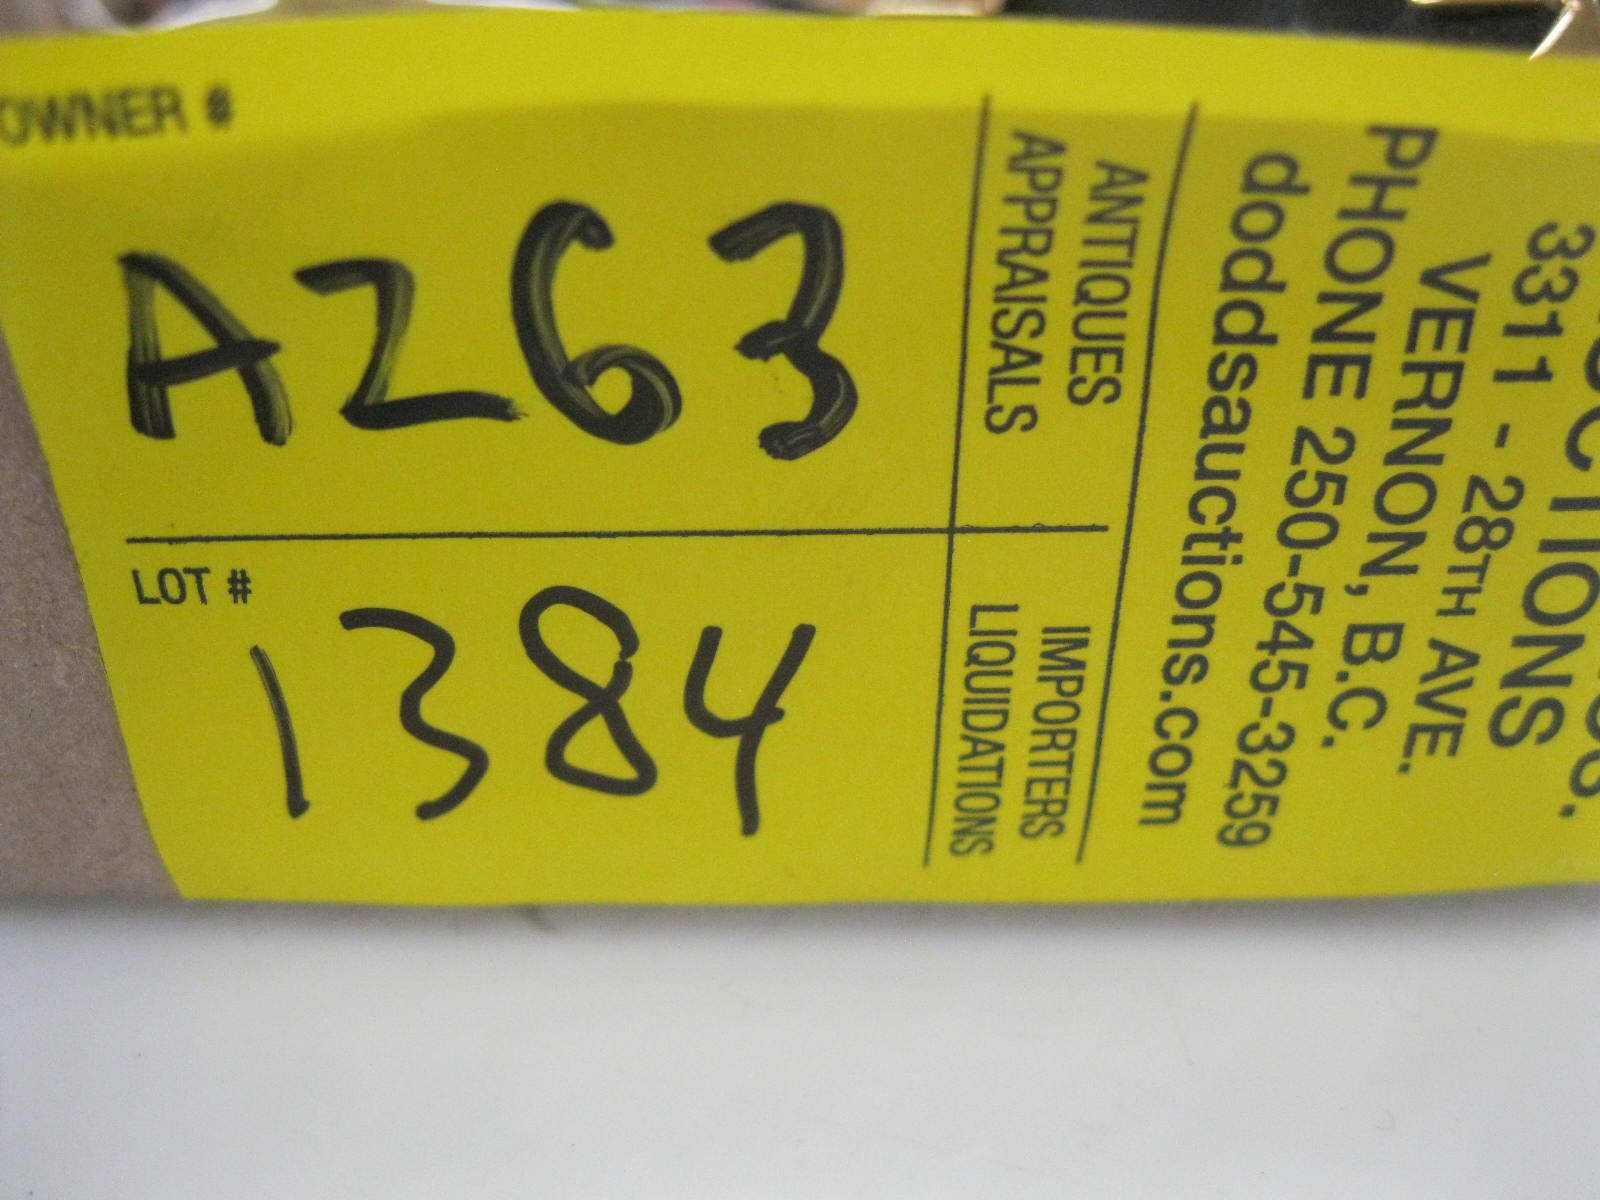 OWNER #
A263
LOT #
1384
ANTIQUES
APPRAISALS
IMPORTERS
LIQUIDATIONS
3311 - 28TH AVE.
VERNON, B.C.
PHONE 250-545-3259
doddsauctions.com